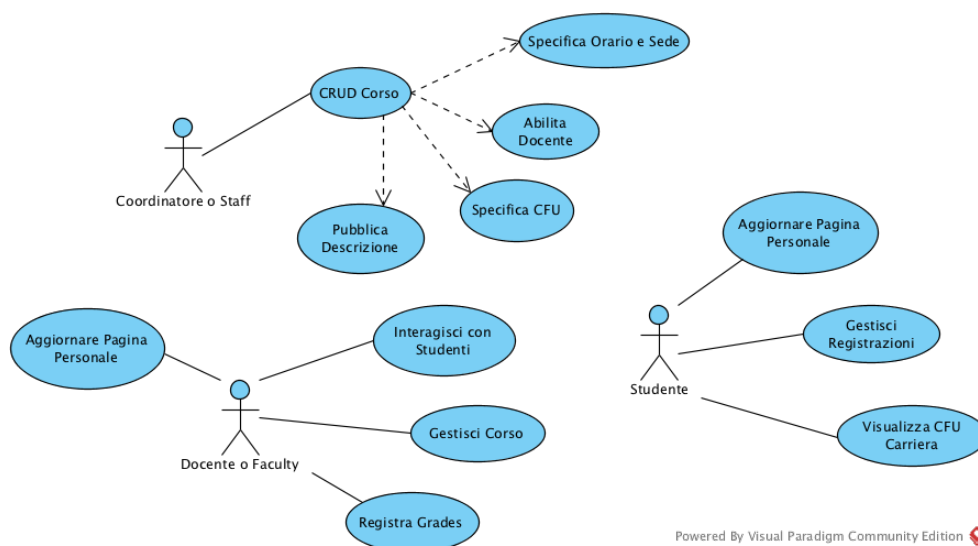 Specifica Orario e Sede
CRUD Corso
Abilita
Docente
Coordinatore o Staff
Specifica CFU
Pubblica
Descrizione
Aggiornare Pagina
Personale
Aggiornare Pagina
Personale
Interagisci con
Studenti
Gestisci
Registrazioni
Studente
Docente o Faculty
Gestisci Corso
Visualizza CFU
Carriera
Registra Grades
Powered By Visual Paradigm Community Edition